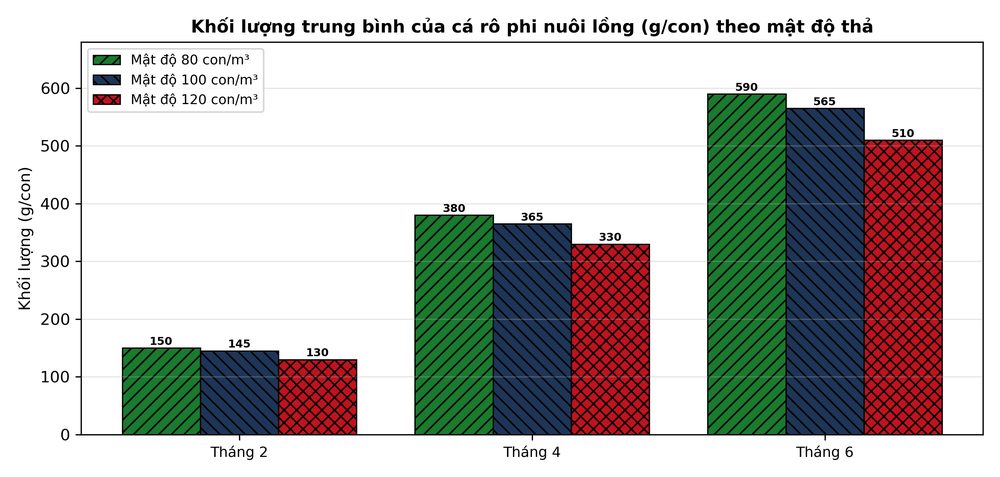 Khối lượng trung bình của cá rô phi nuôi lồng (g/con) theo mật độ thả
Mật độ 80 con/m³
Mật độ 100 con/m³
Mật độ 120 con/m³
Khối lượng (g/con)
600
500
400
300
200
100
0
150
145
130
380
365
330
590
565
510
Tháng 2
Tháng 4
Tháng 6